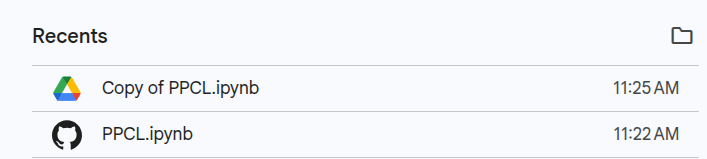 Recents
Copy of PPCL.ipynb 11:25 AM
PPCL.ipynb 11:22 AM